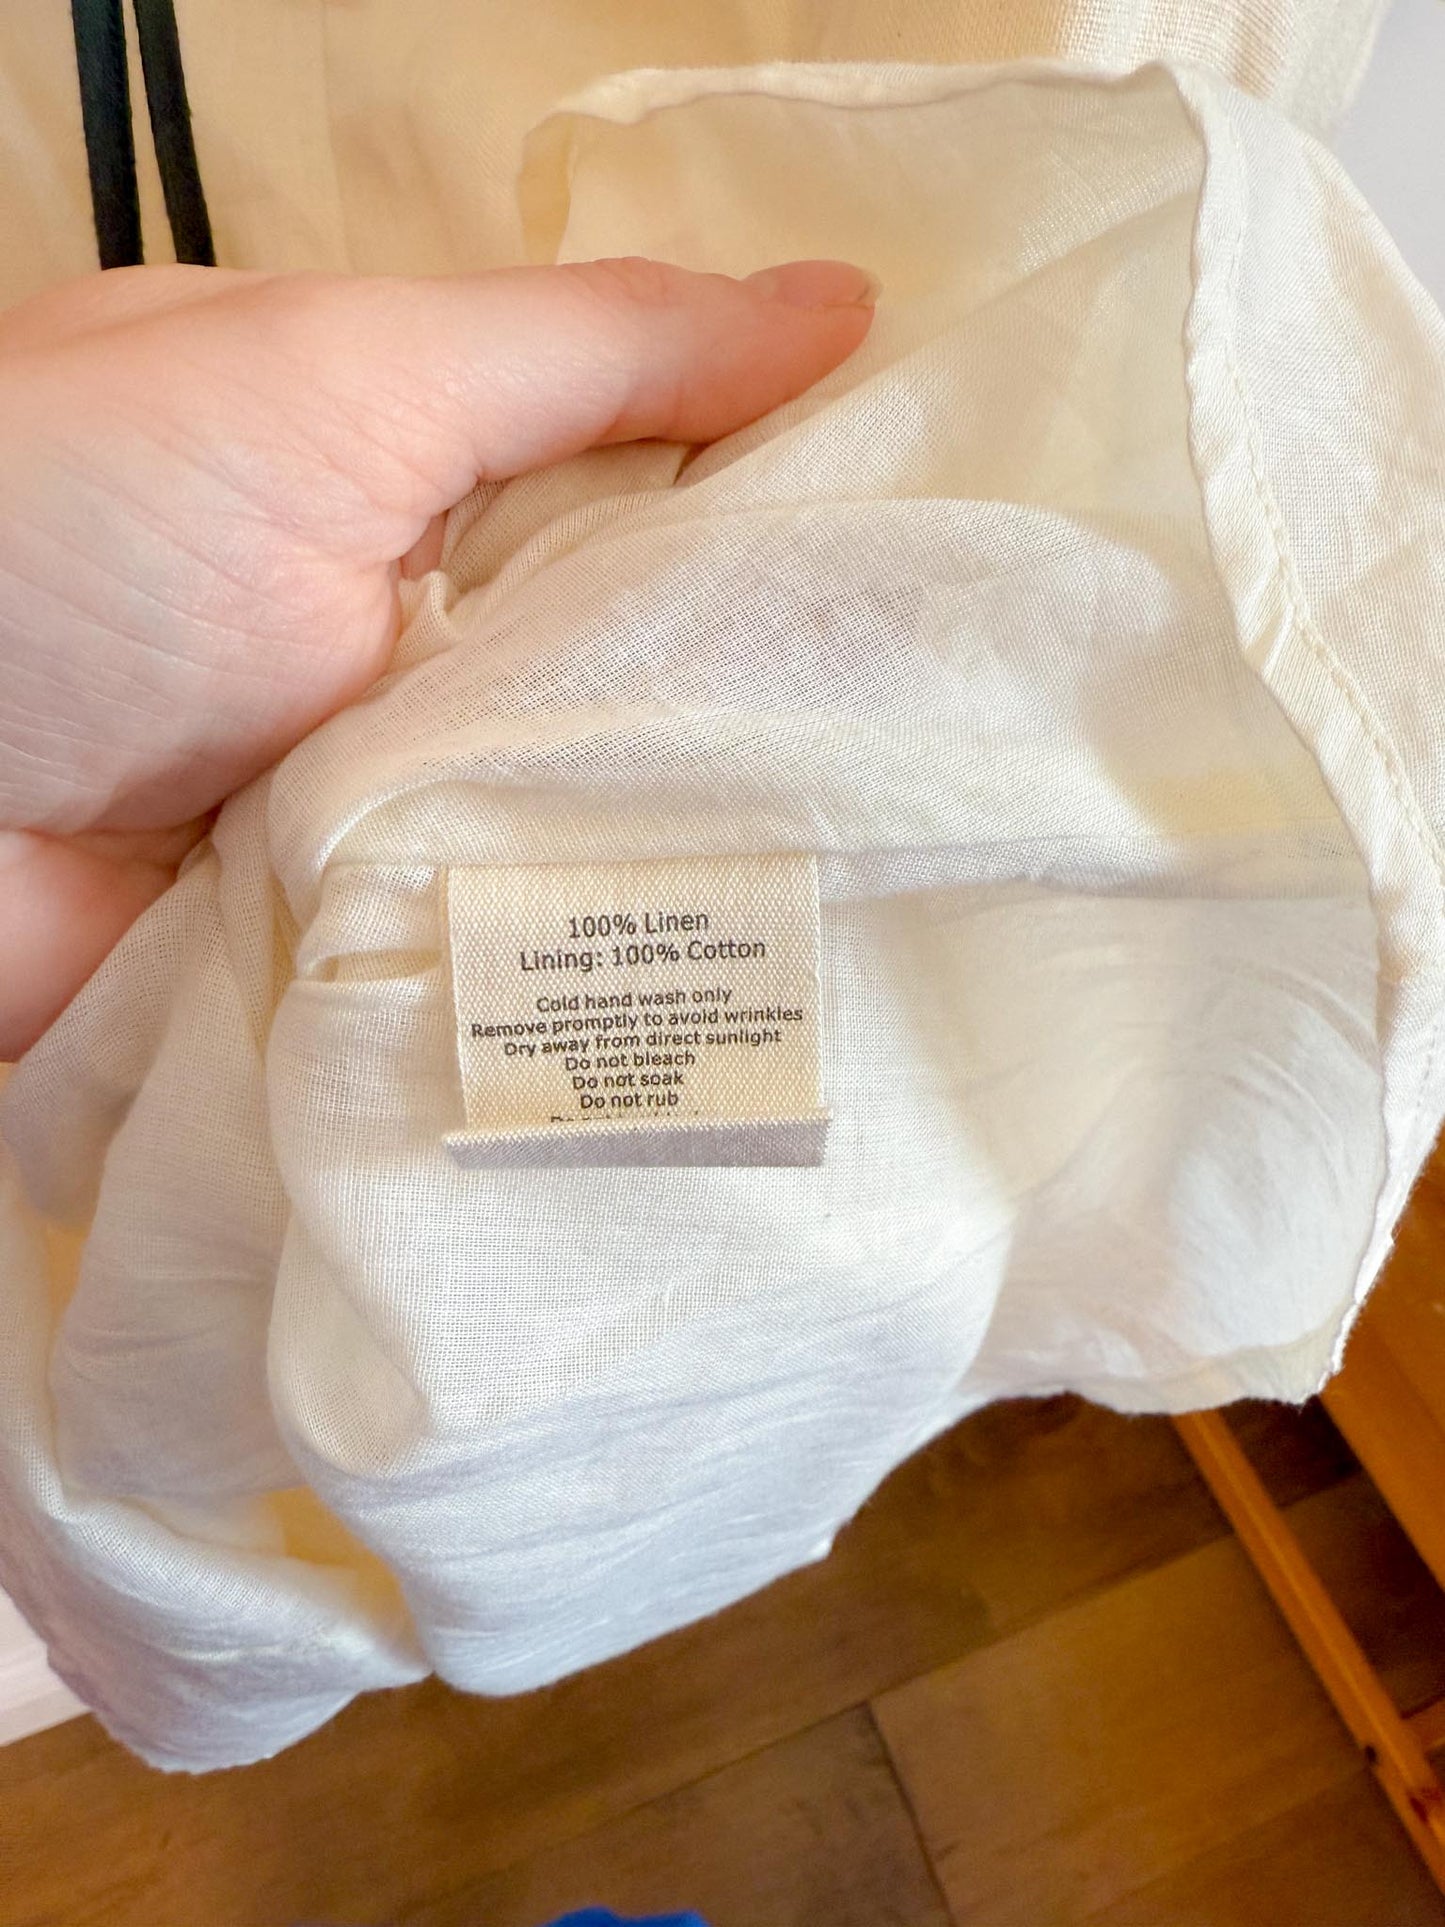 100% Linen
Lining: 100% Cotton
Cold hand wash only
Remove promptly to avoid wrinkles
Dry away from direct sunlight
Do not bleach
Do not soak
Do not rub